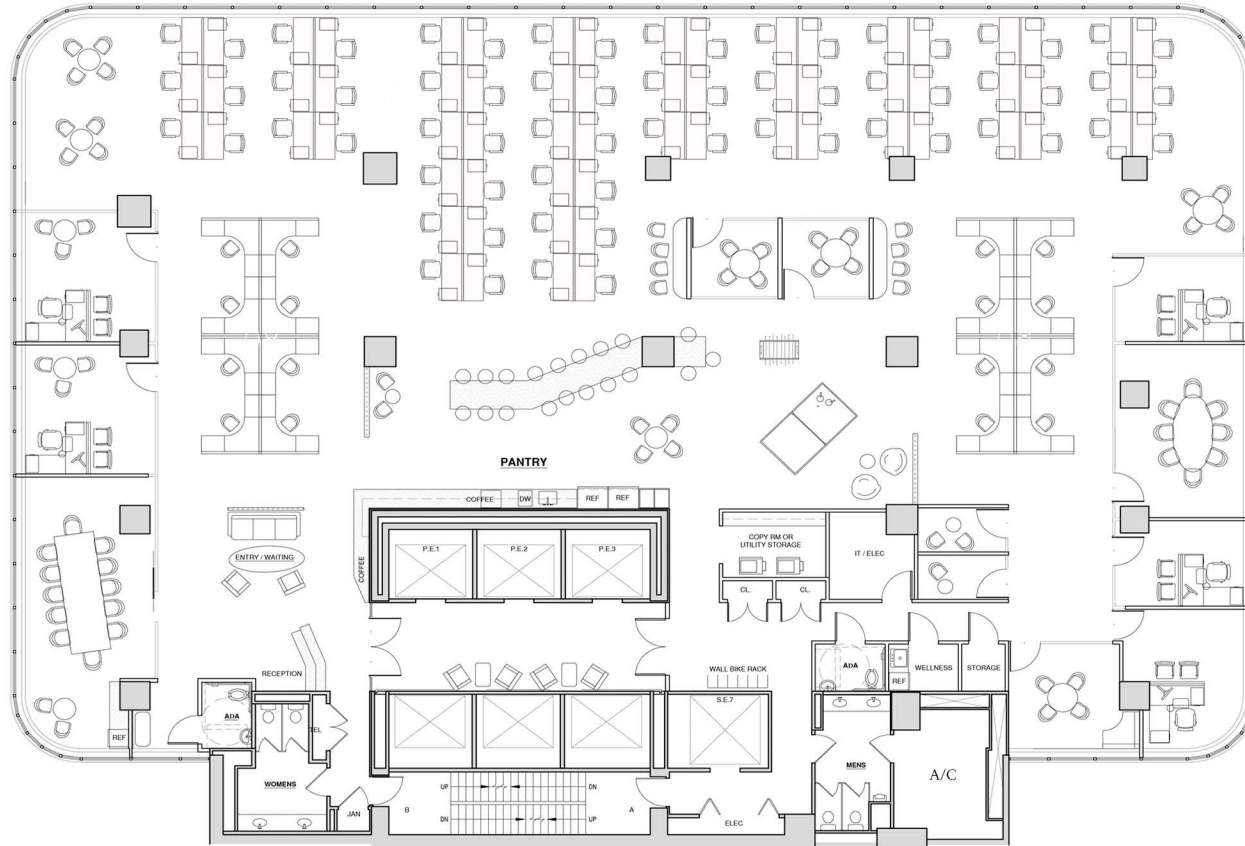 PANTRY
COFFEE
DW
REF
REF
COFFEE
P.E.1
P.E.2
P.E.3
COPY RM OR
UTILITY STORAGE
IT / ELEC
ENTRY / WAITING
CL.
CL.
RECEPTION
WALL BIKE RACK
ADA
WELLNESS
STORAGE
REF
ADA
TEL
S.E.7
REF
WOMENS
MENS
A/C
JAN
B
UP
DN
DN
UP
A
ELEC